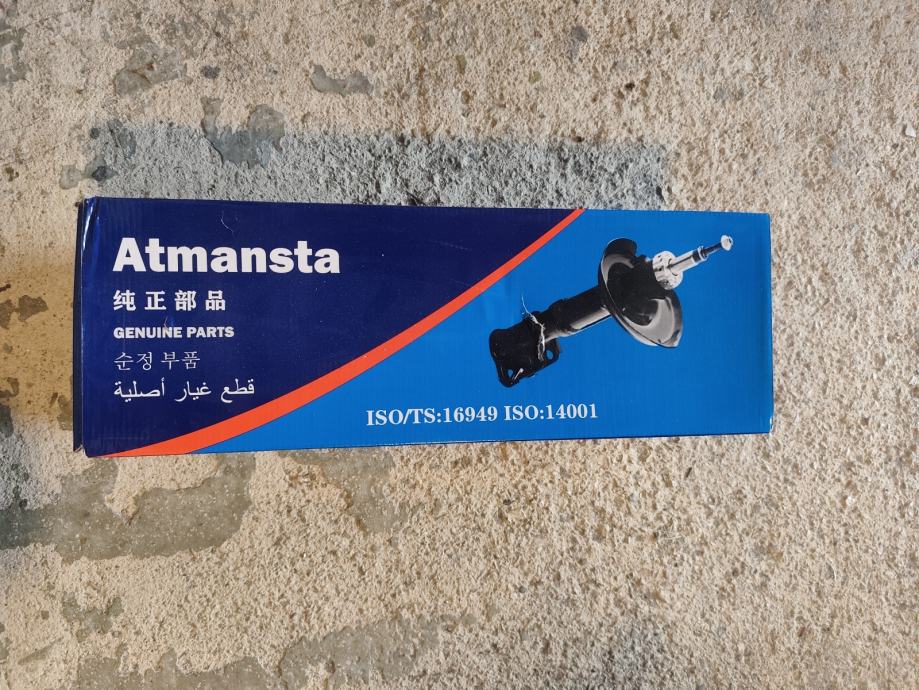 Atmansta
纯正部品
GENUINE PARTS
순정 부품
قطع غيار أصلية
ISO/TS:16949 ISO:14001